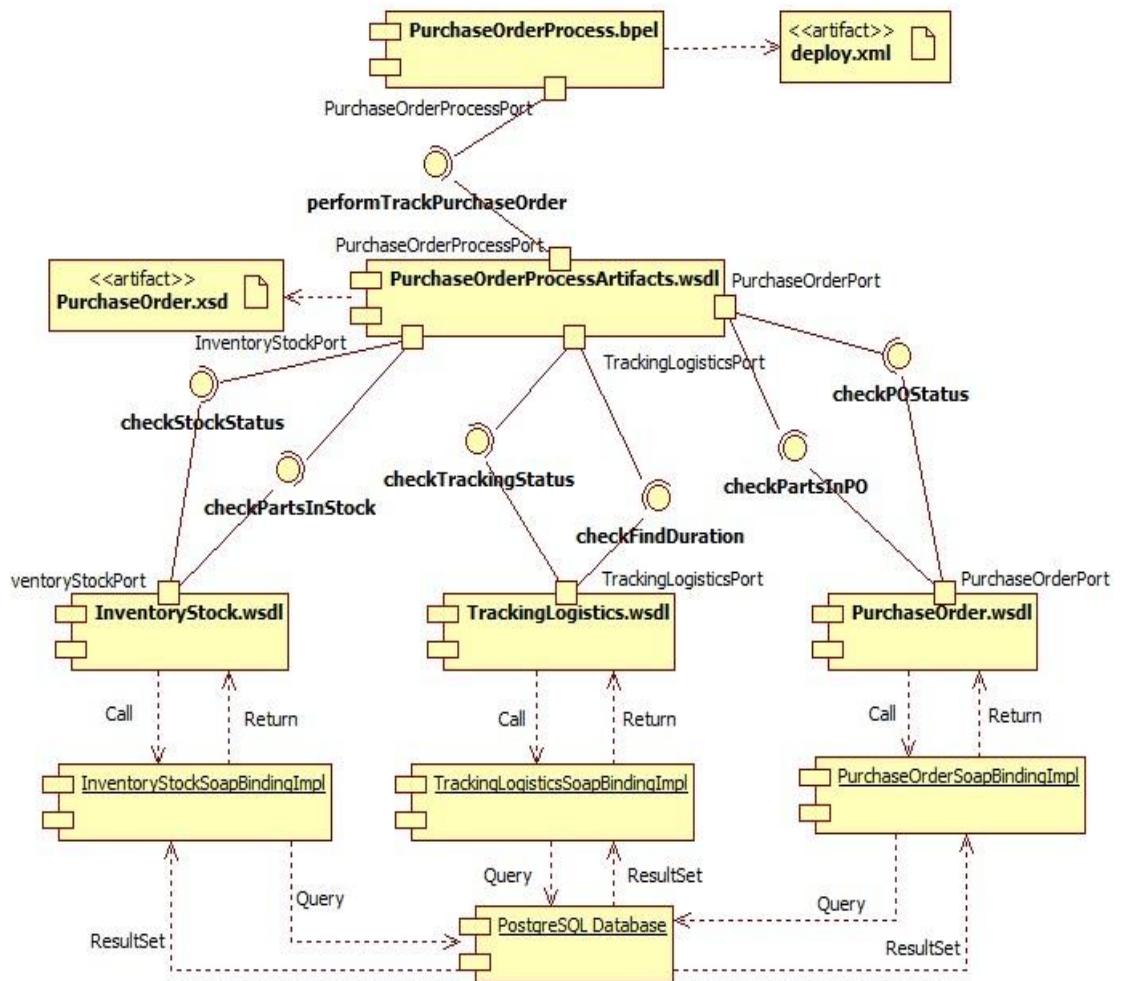 PurchaseOrderProcess.bpel
<<artifact>>
deploy.xml
PurchaseOrderProcessPort
performTrackPurchaseOrder
PurchaseOrderProcessPort
<<artifact>>
PurchaseOrder.xsd
PurchaseOrderProcessArtifacts.wsdl
PurchaseOrderPort
InventoryStockPort
TrackingLogisticsPort
checkStockStatus
checkPOStatus
checkTrackingStatus
checkPartsInPO
checkPartsInStock
checkFindDuration
ventoryStockPort
TrackingLogisticsPort
PurchaseOrderPort
InventoryStock.wsdl
TrackingLogistics.wsdl
PurchaseOrder.wsdl
Call
Return
Call
Return
Call
Return
InventoryStockSoapBindingImpl
TrackingLogisticsSoapBindingImpl
PurchaseOrderSoapBindingImpl
Query
Query
ResultSet
Query
ResultSet
PostgreSQL Database
ResultSet